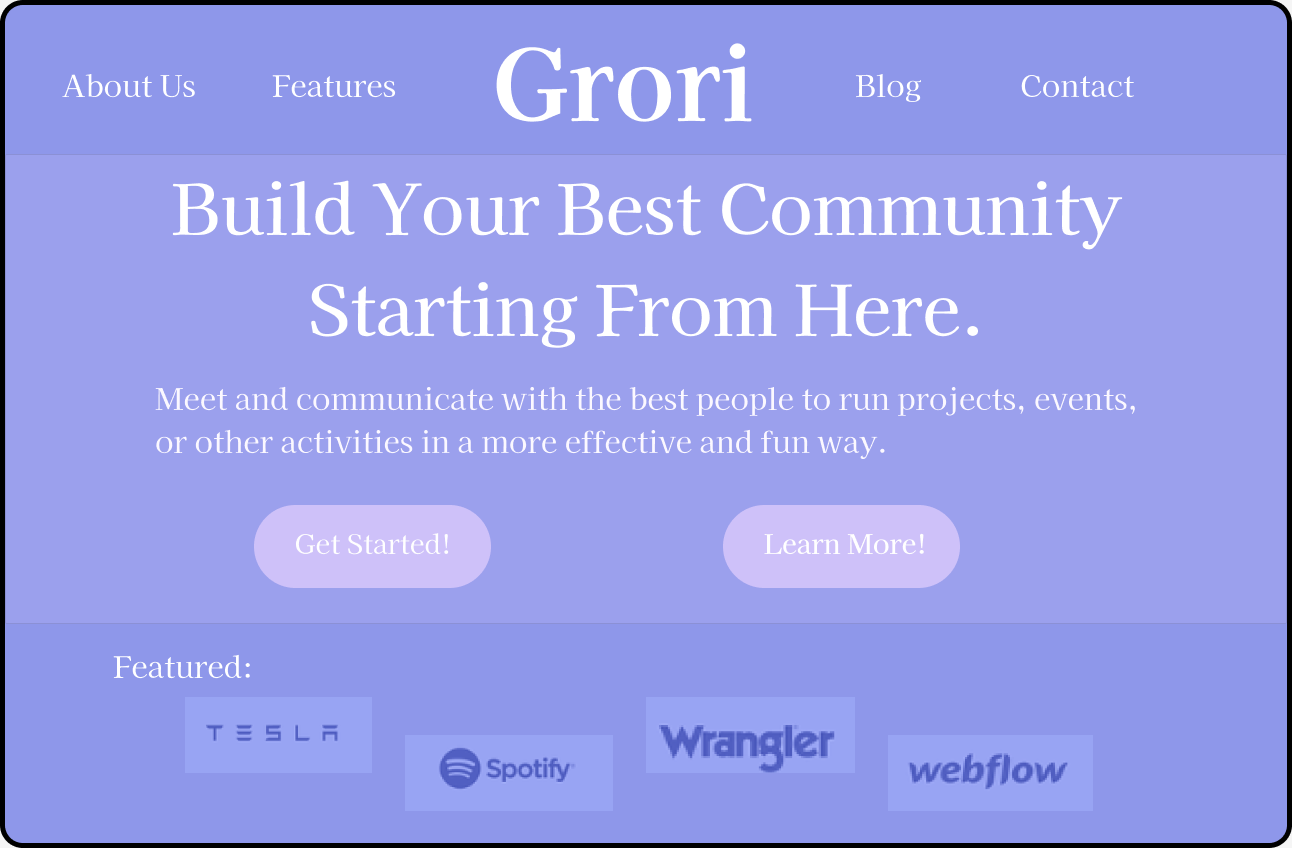 About Us Features Grori Blog Contact
Build Your Best Community
Starting From Here.
Meet and communicate with the best people to run projects, events,
or other activities in a more effective and fun way.
Get Started! Learn More!
Featured:
TESLA
Spotify
Wrangler
webflow